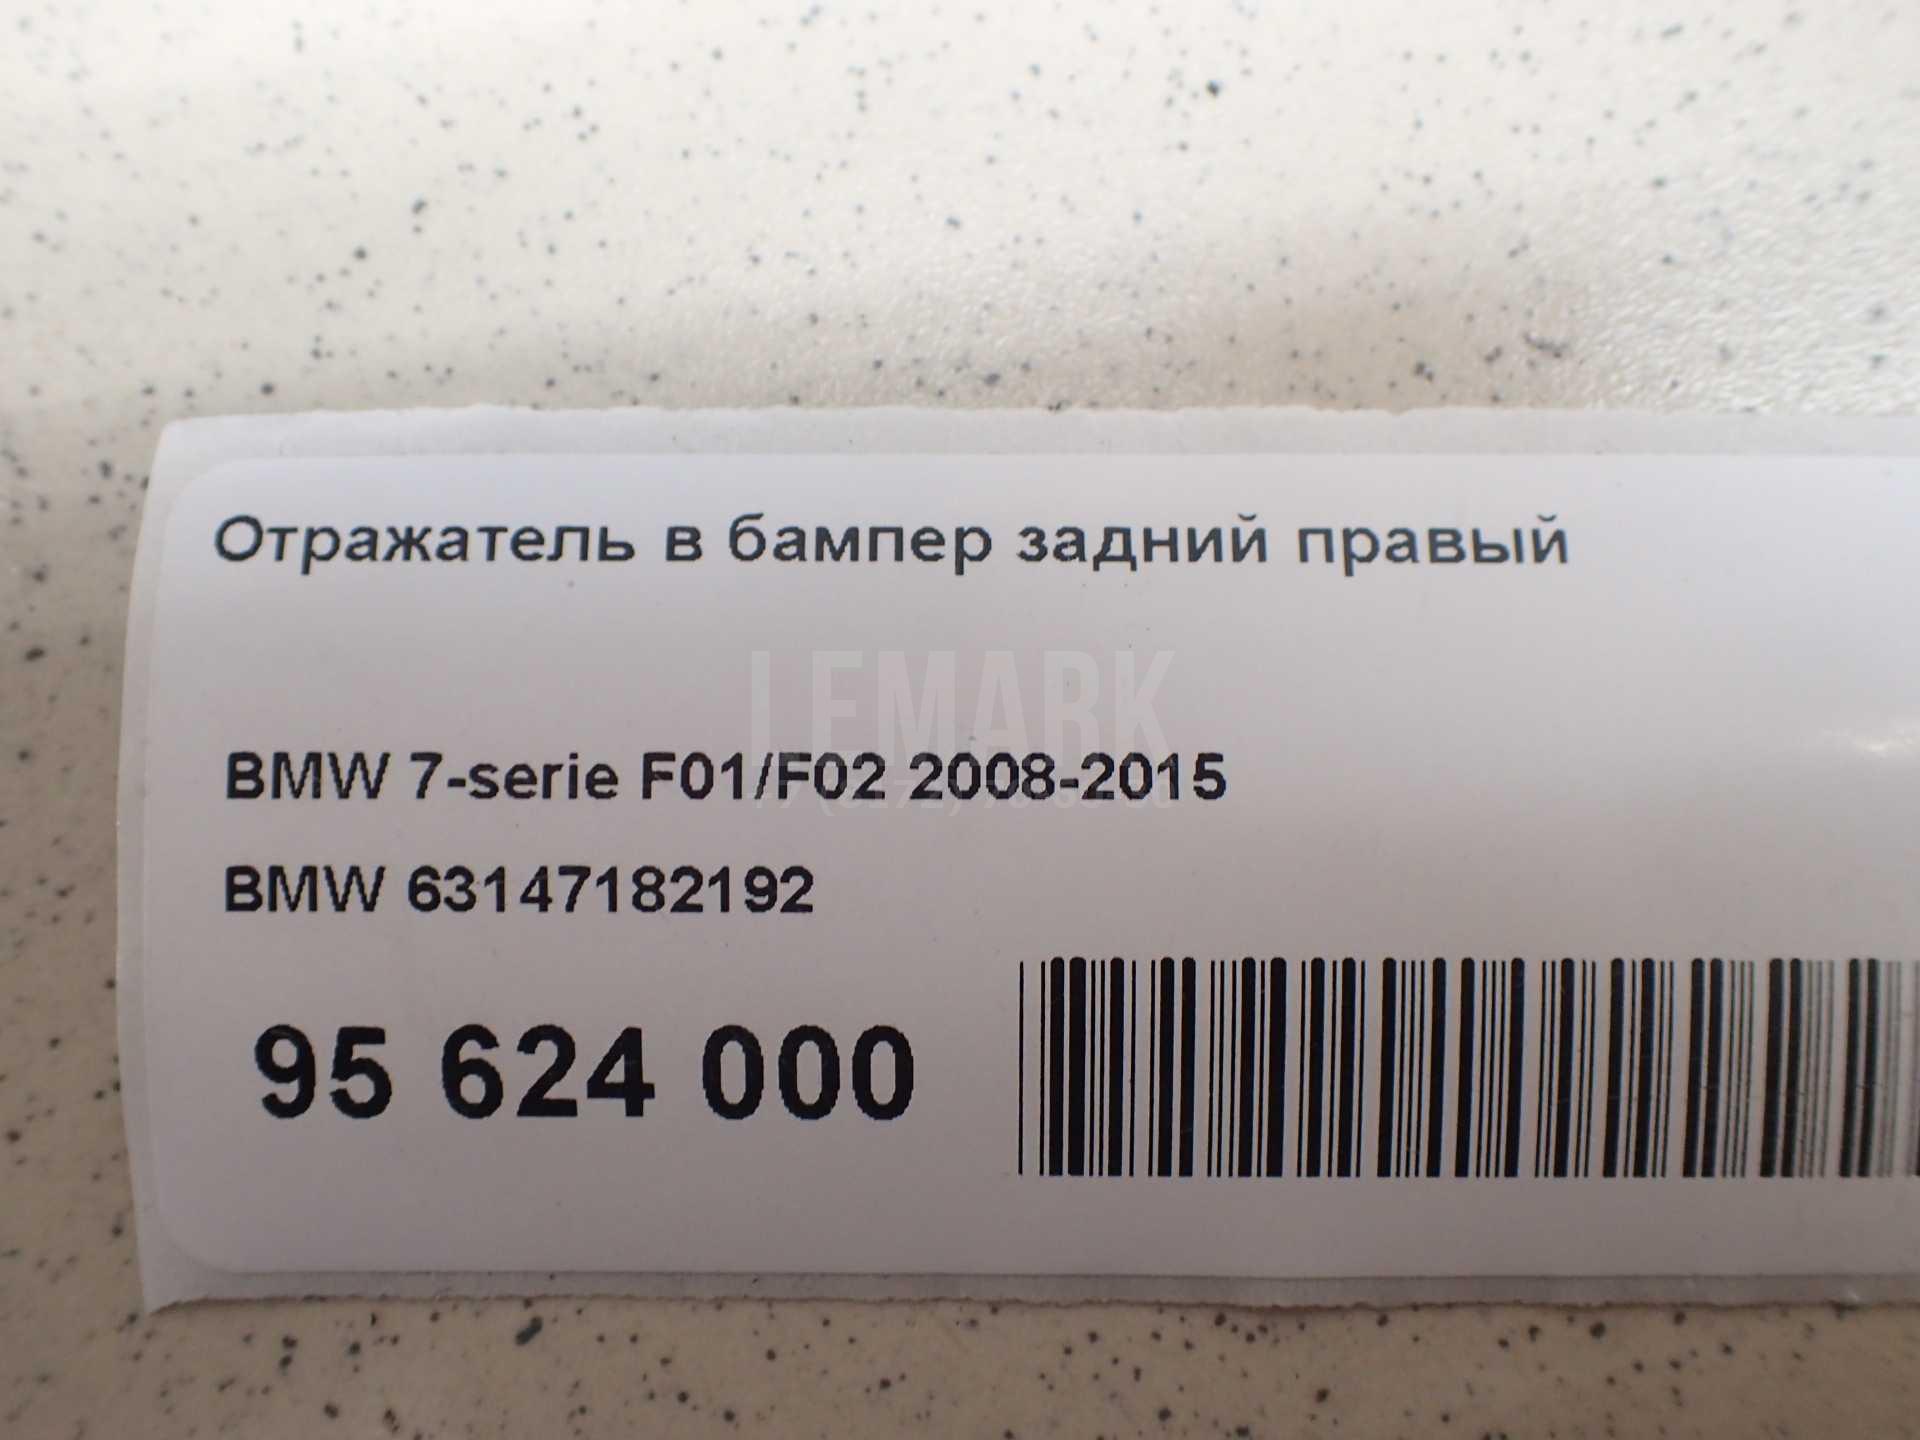 Отражатель в бампер задний правый
LEMARK
BMW 7-serie F01/F02 2008-2015
BMW 63147182192
95 624 000